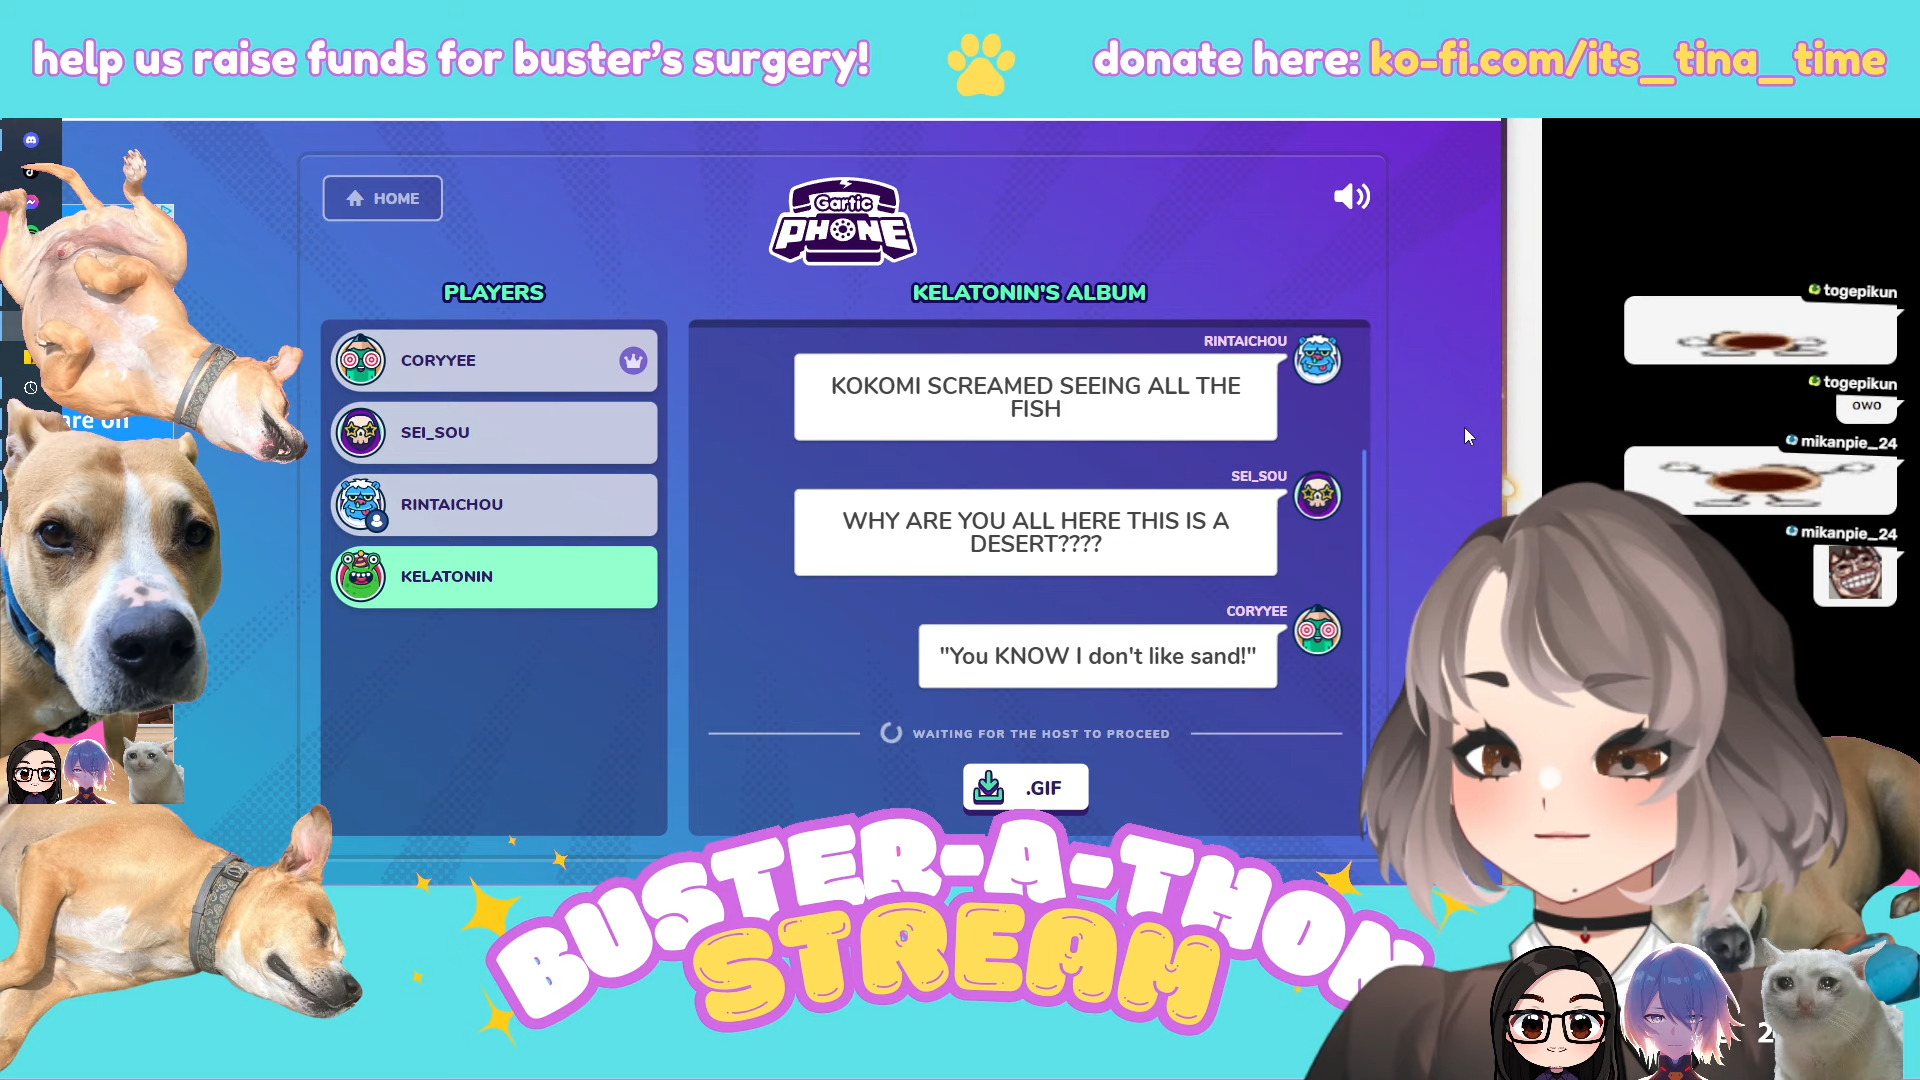 help us raise funds for buster's surgery!
donate here: ko-fi.com/its_tina_time
HOME
Gartic
PHONE
PLAYERS
KELATONIN'S ALBUM
CORYYEE
SEI_SOU
RINTAICHOU
KELATONIN
RINTAICHOU
KOKOMI SCREAMED SEEING ALL THE
FISH
SEI_SOU
WHY ARE YOU ALL HERE THIS IS A
DESERT????
CORYYEE
"You KNOW I don't like sand!"
WAITING FOR THE HOST TO PROCEED
.GIF
togepikun
togepikun
owo
mikanpie_24
mikanpie_24
are on
BUSTER-A-THON
STREAM